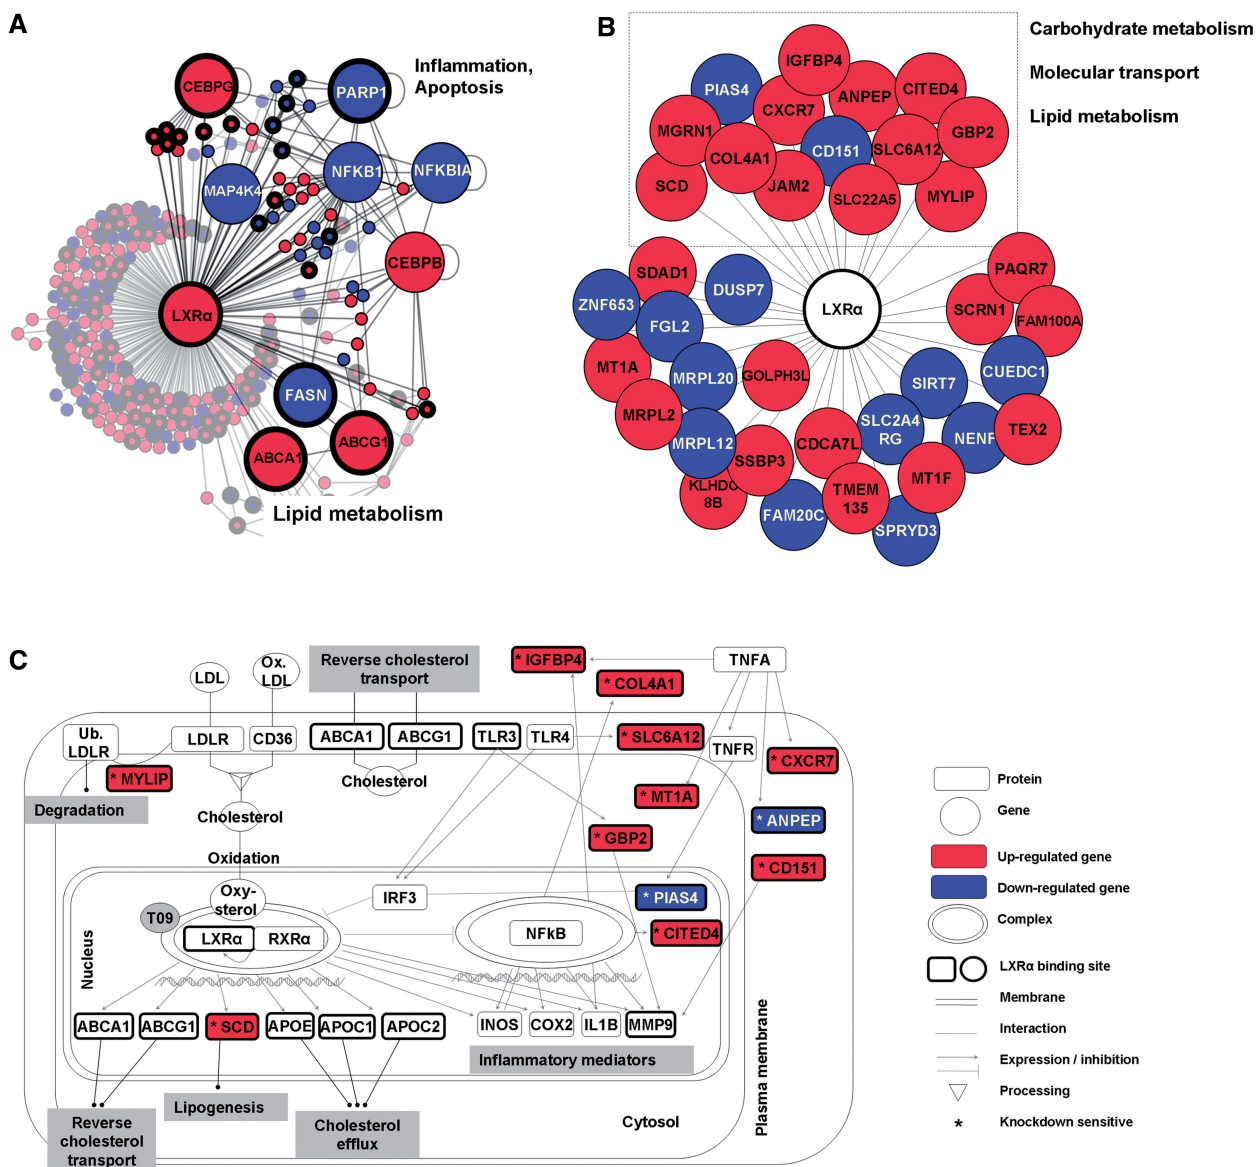 A
CEBPG
PARP1
Inflammation,
Apoptosis
MAP4K4
NFKB1
NFKBIA
CEBPB
LXRα
FASN
ABCA1
ABCG1
Lipid metabolism
B
Carbohydrate metabolism
Molecular transport
Lipid metabolism
IGFBP4
PIAS4
CXCR7
ANPEP
CITED4
MGRN1
COL4A1
CD151
SLC6A12
GBP2
SCD
JAM2
SLC22A5
MYLIP
SDAD1
ZNF653
FGL2
DUSP7
LXRα
PAQR7
SCRN1
FAM100A
MT1A
MRPL20
GOLPH3L
MRPL2
MRPL12
SSBP3
KLHDC
8B
CDCA7L
SLC2A4
RG
SIRT7
CUEDC1
NENF
TEX2
MT1F
TMEM
135
FAM20C
SPRYD3
C
LDL
Ox.
LDL
Reverse cholesterol
transport
* IGFBP4
TNFA
* COL4A1
Ub.
LDLR
LDLR
CD36
ABCA1
ABCG1
TLR3
TLR4
* SLC6A12
TNFR
* CXCR7
* MYLIP
Cholesterol
Degradation
* MT1A
Cholesterol
* GBP2
* ANPEP
Oxidation
* CD151
Oxy-
sterol
IRF3
* PIAS4
T09
LXRα
RXRα
NFkB
* CITED4
Nucleus
ABCA1
ABCG1
* SCD
APOE
APOC1
APOC2
INOS
COX2
IL1B
MMP9
Inflammatory mediators
Lipogenesis
Reverse
cholesterol
transport
Cholesterol
efflux
Cytosol
Plasma membrane
Protein
Gene
Up-regulated gene
Down-regulated gene
Complex
LXRα binding site
Membrane
Interaction
Expression / inhibition
Processing
* Knockdown sensitive